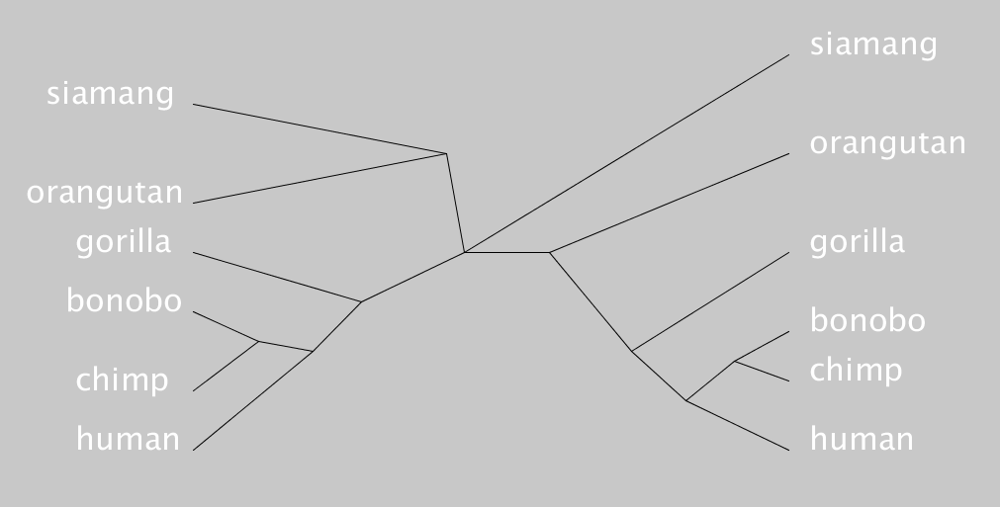 siamang
orangutan
gorilla
bonobo
chimp
human
siamang
orangutan
gorilla
bonobo
chimp
human